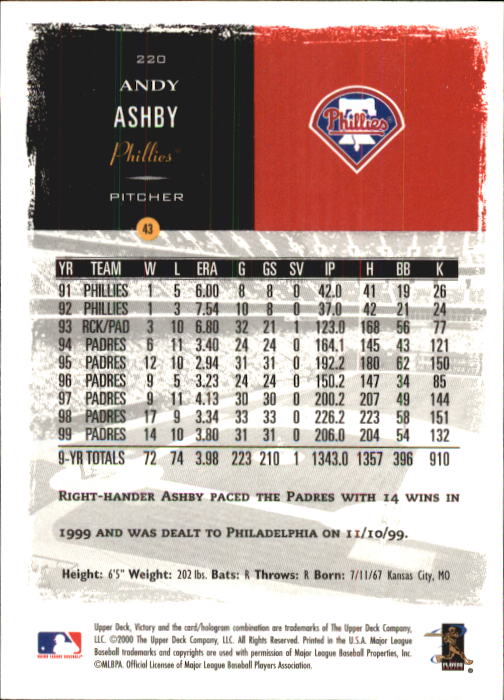 220
ANDY
ASHBY
Phillies
PITCHER
Phillies
43
YR TEAM W L ERA G GS SV IP H BB K
91 PHILLIES 1 5 6.00 8 8 0 42.0 41 19 26
92 PHILLIES 1 3 7.54 10 8 0 37.0 42 21 24
93 RCK/PAD 3 10 6.80 32 21 1 123.0 168 56 77
94 PADRES 6 11 3.40 24 24 0 164.1 145 43 121
95 PADRES 12 10 2.94 31 31 0 192.2 180 62 150
96 PADRES 9 5 3.23 24 24 0 150.2 147 34 85
97 PADRES 9 11 4.13 30 30 0 200.2 207 49 144
98 PADRES 17 9 3.34 33 33 0 226.2 223 58 151
99 PADRES 14 10 3.80 31 31 0 206.0 204 54 132
9-YR TOTALS 72 74 3.98 223 210 1 1343.0 1357 396 910
RIGHT-HANDER ASHBY PACED THE PADRES WITH 14 WINS IN
1999 AND WAS DEALT TO PHILADELPHIA ON 11/10/99.
Height: 6'5" Weight: 202 lbs. Bats: R Throws: R Born: 7/11/67 Kansas City, MO
Upper Deck, Victory and the card/hologram combination are trademarks of The Upper Deck Company,
LLC. ©2000 The Upper Deck Company, LLC. All Rights Reserved. Printed in the U.S.A. Major League
Baseball trademarks and copyrights are used with permission of Major League Baseball Properties, Inc.
©MLBPA. Official Licensee of Major League Baseball Players Association.
PLAYERS